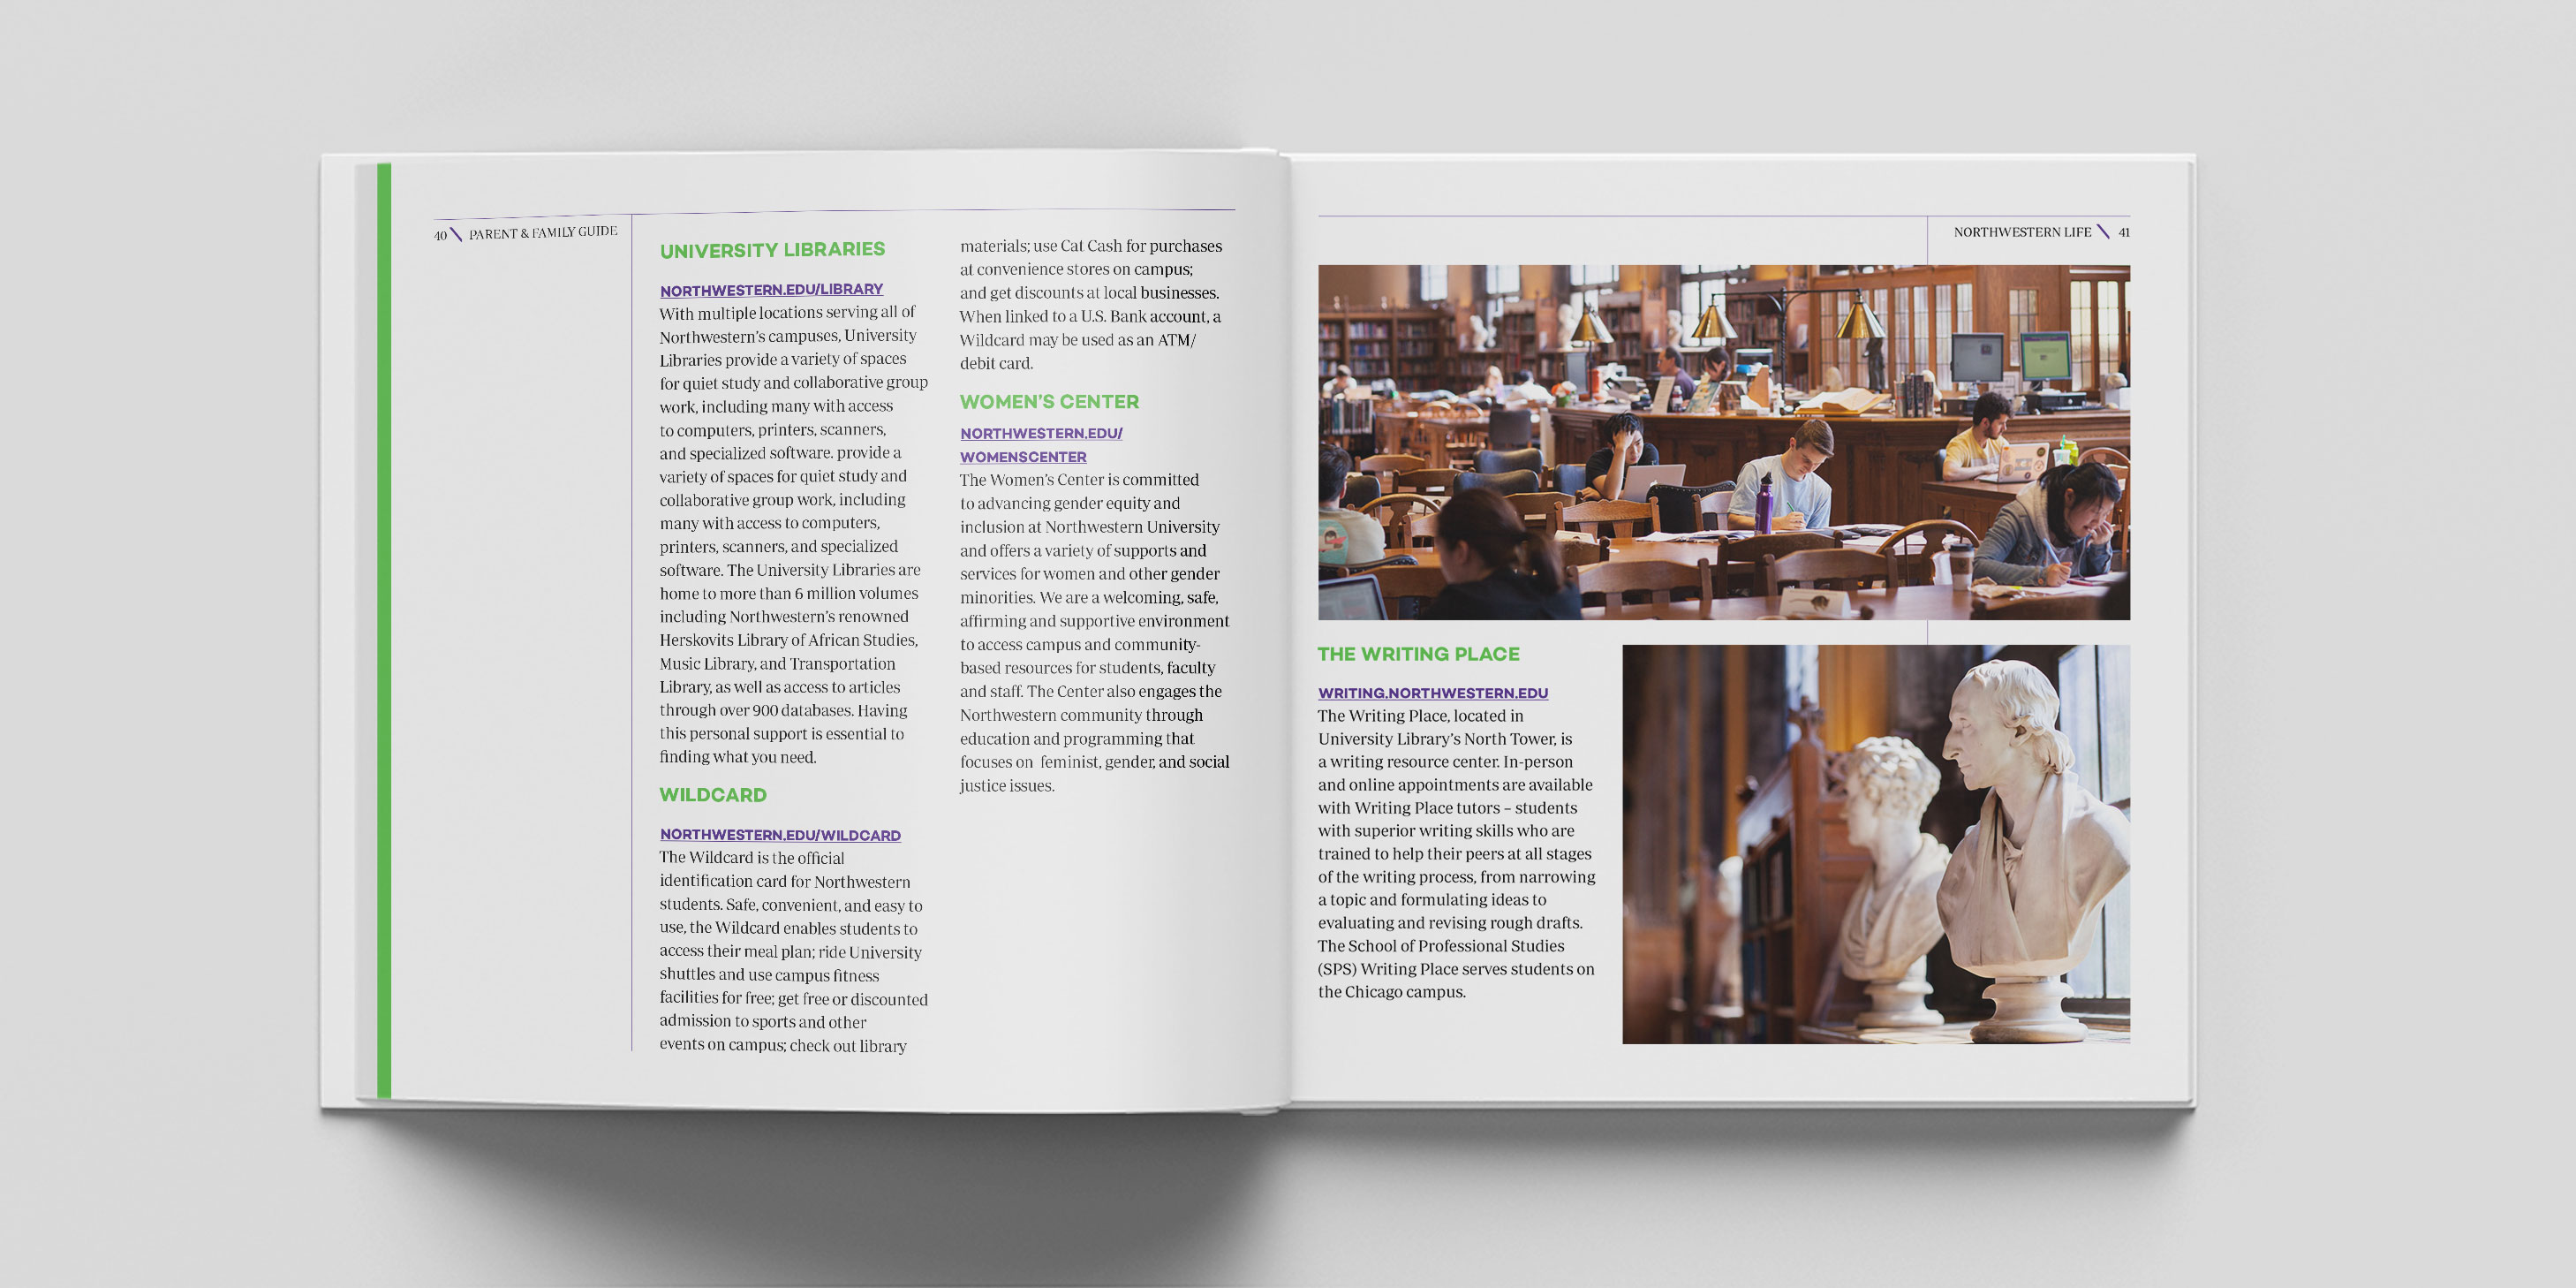 40 \ PARENT & FAMILY GUIDE
UNIVERSITY LIBRARIES
NORTHWESTERN.EDU/LIBRARY
With multiple locations serving all of
Northwestern's campuses, University
Libraries provide a variety of spaces
for quiet study and collaborative group
work, including many with access
to computers, printers, scanners,
and specialized software. provide a
variety of spaces for quiet study and
collaborative group work, including
many with access to computers,
printers, scanners, and specialized
software. The University Libraries are
home to more than 6 million volumes
including Northwestern's renowned
Herskovits Library of African Studies,
Music Library, and Transportation
Library, as well as access to articles
through over 900 databases. Having
this personal support is essential to
finding what you need.
WILDCARD
NORTHWESTERN.EDU/WILDCARD
The Wildcard is the official
identification card for Northwestern
students. Safe, convenient, and easy to
use, the Wildcard enables students to
access their meal plan; ride University
shuttles and use campus fitness
facilities for free; get free or discounted
admission to sports and other
events on campus; check out library
materials; use Cat Cash for purchases
at convenience stores on campus;
and get discounts at local businesses.
When linked to a U.S. Bank account, a
Wildcard may be used as an ATM/
debit card.
WOMEN'S CENTER
NORTHWESTERN.EDU/
WOMENSCENTER
The Women's Center is committed
to advancing gender equity and
inclusion at Northwestern University
and offers a variety of supports and
services for women and other gender
minorities. We are a welcoming, safe,
affirming and supportive environment
to access campus and community-
based resources for students, faculty
and staff. The Center also engages the
Northwestern community through
education and programming that
focuses on  feminist, gender, and social
justice issues.
NORTHWESTERN LIFE \ 41
THE WRITING PLACE
WRITING.NORTHWESTERN.EDU
The Writing Place, located in
University Library's North Tower, is
a writing resource center. In-person
and online appointments are available
with Writing Place tutors – students
with superior writing skills who are
trained to help their peers at all stages
of the writing process, from narrowing
a topic and formulating ideas to
evaluating and revising rough drafts.
The School of Professional Studies
(SPS) Writing Place serves students on
the Chicago campus.